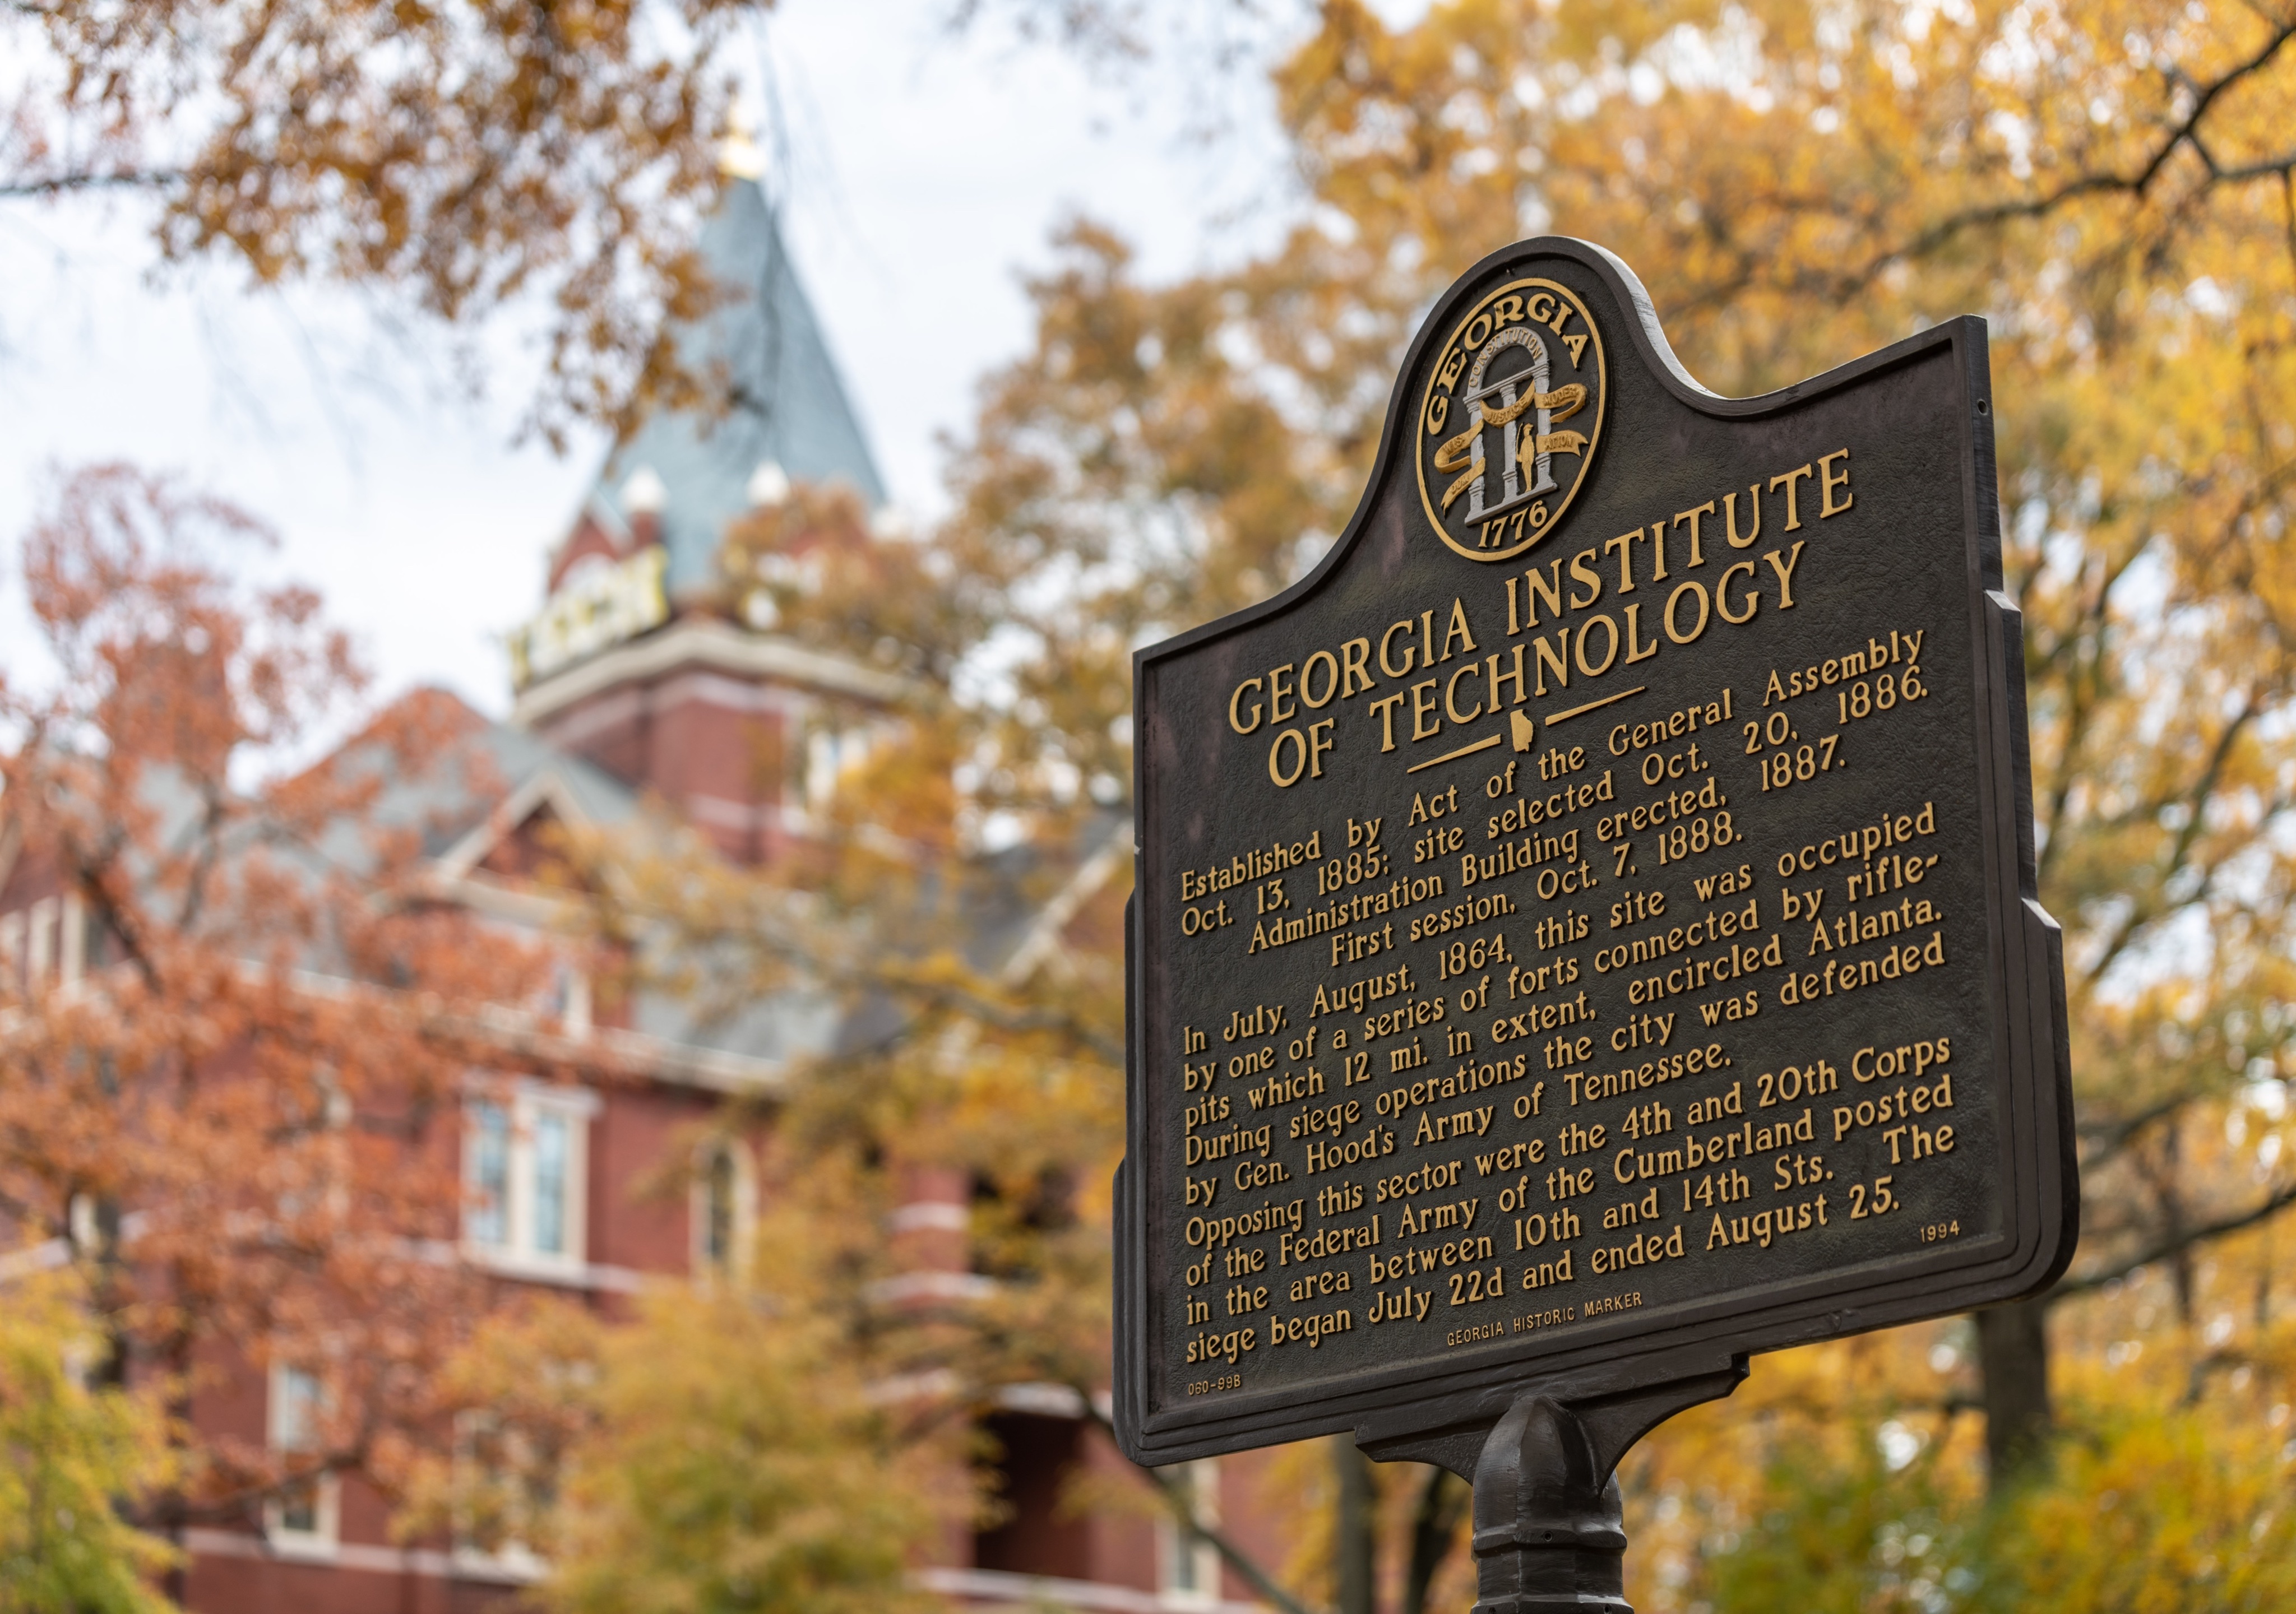 GEORGIA
CONSTITUTION
JUSTICE
1776
GEORGIA INSTITUTE
OF TECHNOLOGY
Established by Act of the General Assembly
Oct. 13, 1885; site selected Oct. 20, 1886.
Administration Building erected, 1887.
First session, Oct. 7, 1888.
In July, August, 1864, this site was occupied
by one of a series of forts connected by rifle-
pits which 12 mi. in extent, encircled Atlanta.
During siege operations the city was defended
by Gen. Hood's Army of Tennessee.
Opposing this sector were the 4th and 20th Corps
of the Federal Army of the Cumberland posted
in the area between 10th and 14th Sts. The
siege began July 22d and ended August 25.
060-99B
GEORGIA HISTORIC MARKER
1994